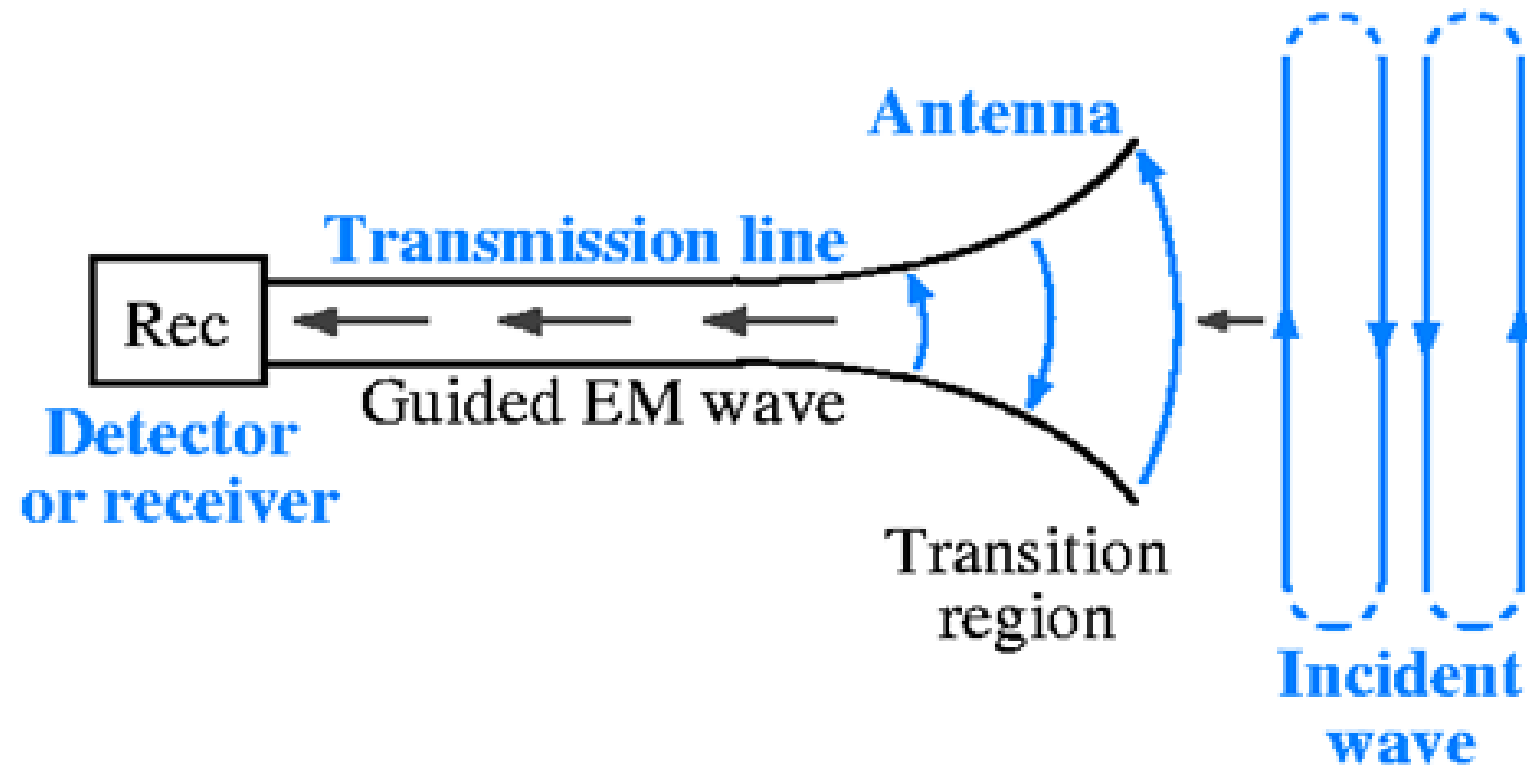 Antenna
Transmission line
Rec
Guided EM wave
Detector
or receiver
Transition
region
Incident
wave